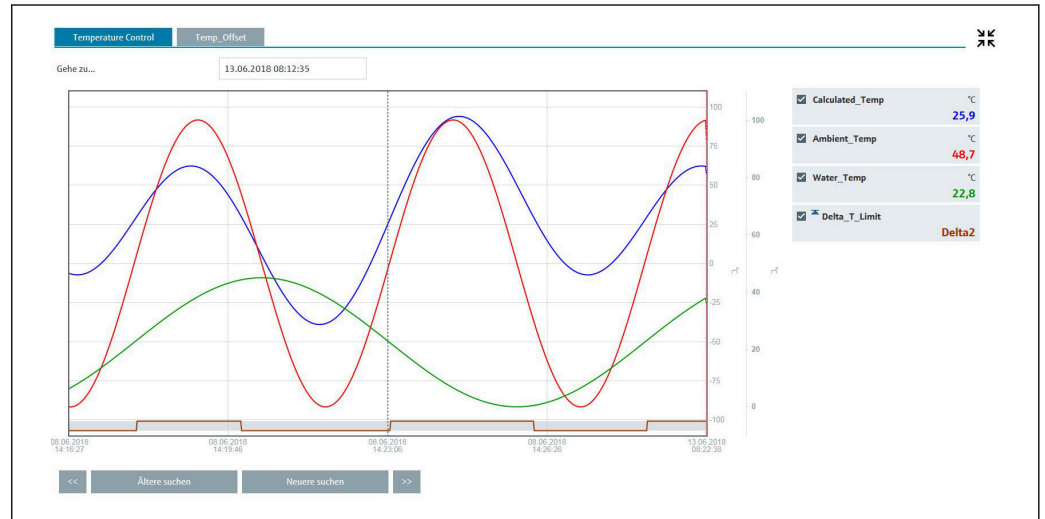 Temperature Control Temp_Offset
Gehe zu... 13.06.2018 08:12:35
Calculated_Temp °C
25,9
Ambient_Temp °C
48,7
Water_Temp °C
22,8
Delta_T_Limit
Delta2
100
75
50
25
0
-25
-50
-75
-100
100
80
60
40
20
0
°C °C
08.06.2018 08.06.2018 08.06.2018 08.06.2018 13.06.2018
14:16:27 14:19:46 14:23:06 14:26:26 08:22:38
<< Ältere suchen Neuere suchen >>